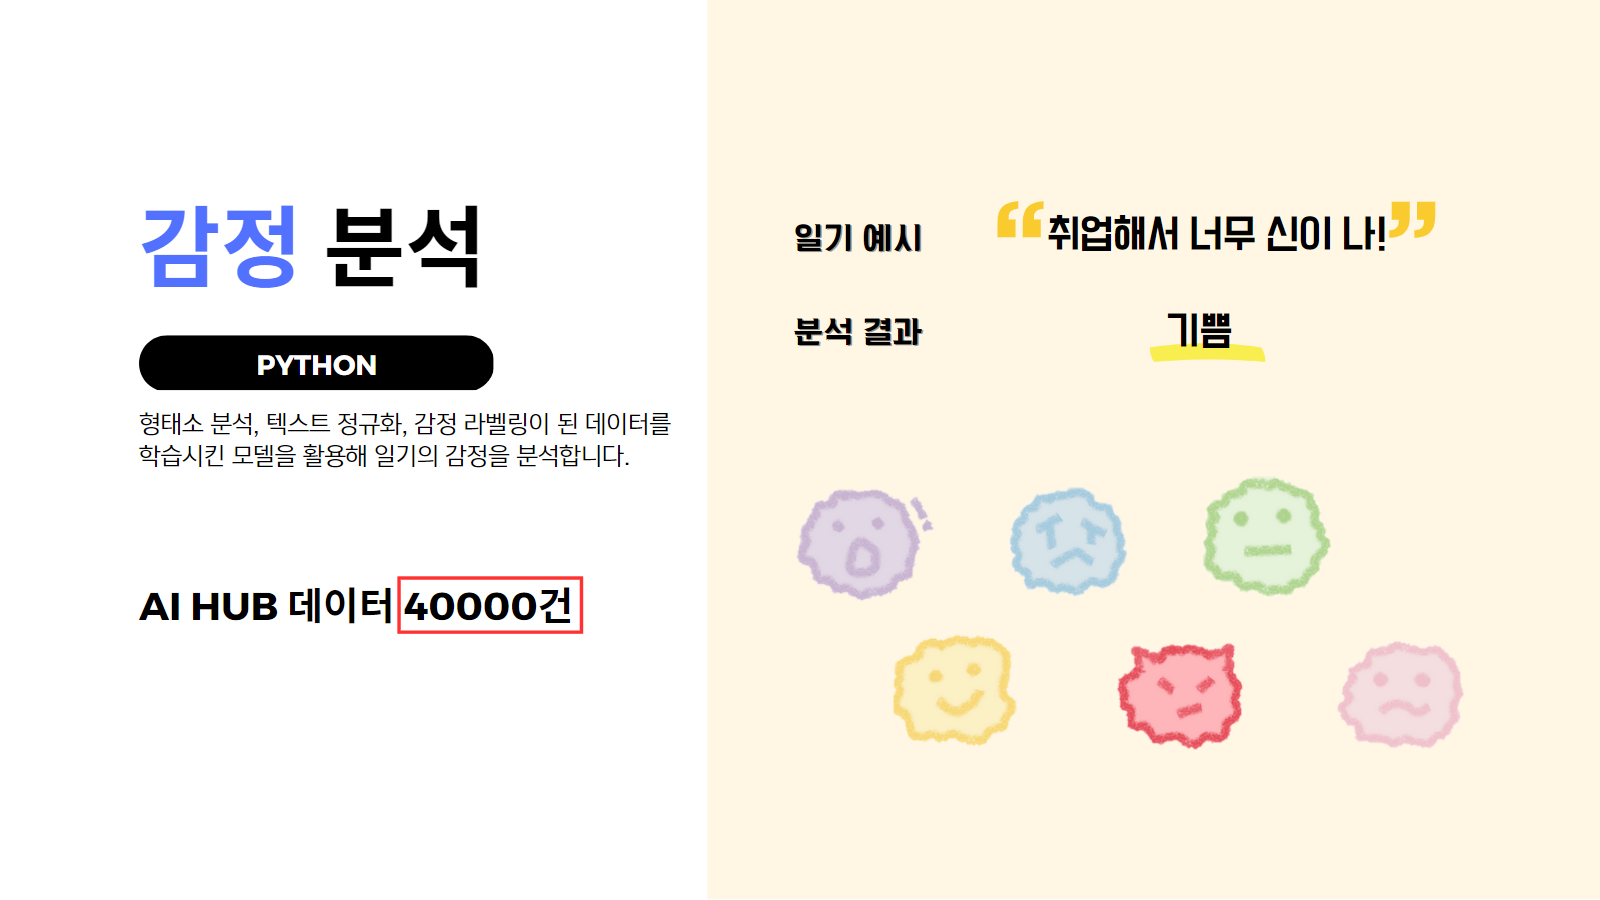 감정 분석
PYTHON
형태소 분석, 텍스트 정규화, 감정 라벨링이 된 데이터를
학습시킨 모델을 활용해 일기의 감정을 분석합니다.
AI HUB 데이터 40000건
일기 예시
“취업해서 너무 신이 나!”
분석 결과
기쁨